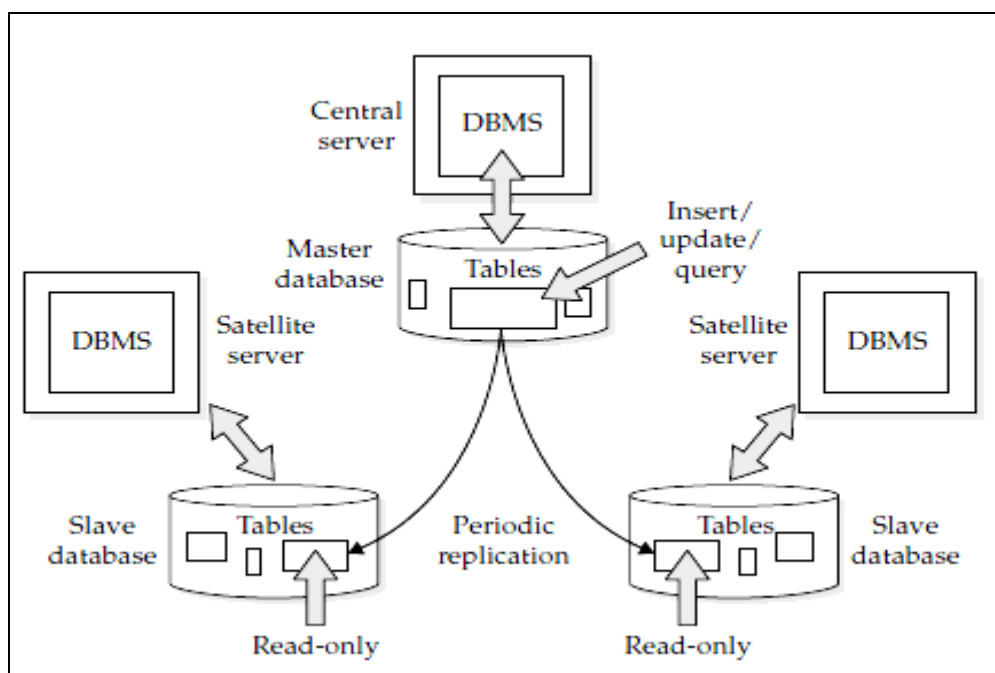 Central
server
DBMS
Insert/
update/
query
Master
database
Tables
DBMS
Satellite
server
Satellite
server
DBMS
Slave
database
Tables
Periodic
replication
Tables
Slave
database
Read-only
Read-only